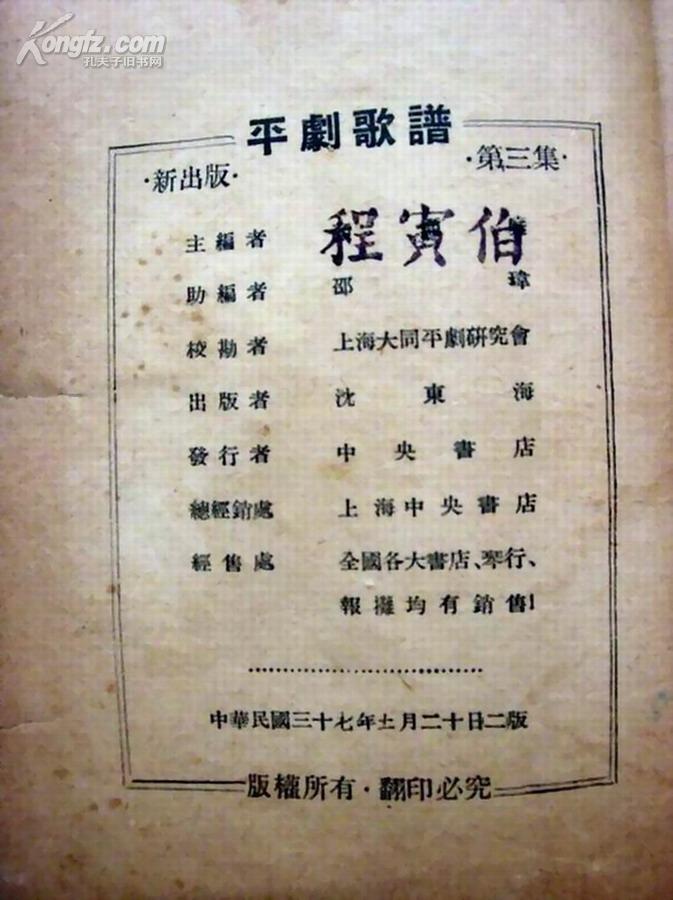 Kongfz.com
孔夫子旧书网
平劇歌譜
·新出版·
·第三集·
主編者 程寅伯
助編者 邵瑋
校勘者 上海大同平劇研究會
出版者 沈東海
發行者 中央書店
總經銷處 上海中央書店
經售處 全國各大書店、琴行、
報攤均有銷售!
中華民國三十七年十一月二十日二版
版權所有·翻印必究